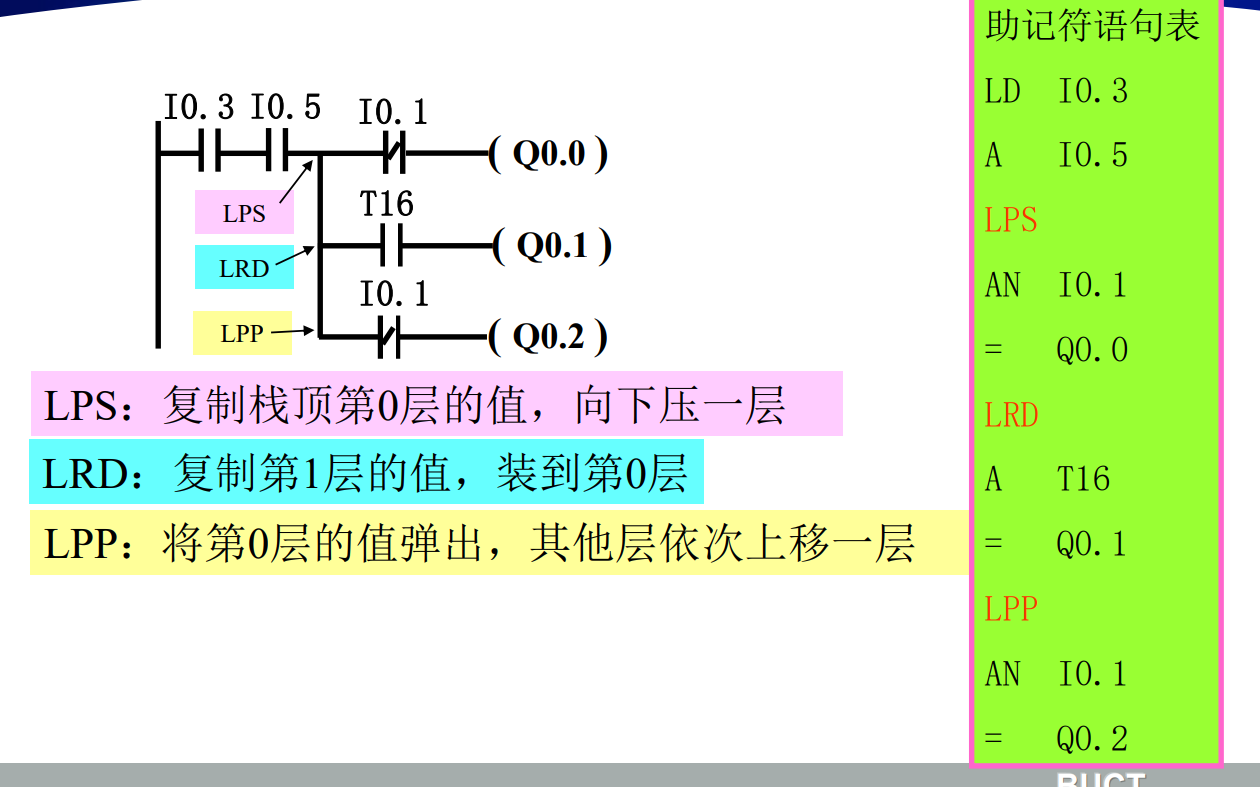 I0.3 I0.5 I0.1
( Q0.0 )
LPS
T16
LRD
( Q0.1 )
I0.1
LPP
( Q0.2 )
LPS：复制栈顶第0层的值，向下压一层
LRD：复制第1层的值，装到第0层
LPP：将第0层的值弹出，其他层依次上移一层
助记符语句表
LD I0.3
A I0.5
LPS
AN I0.1
= Q0.0
LRD
A T16
= Q0.1
LPP
AN I0.1
= Q0.2
BUCT